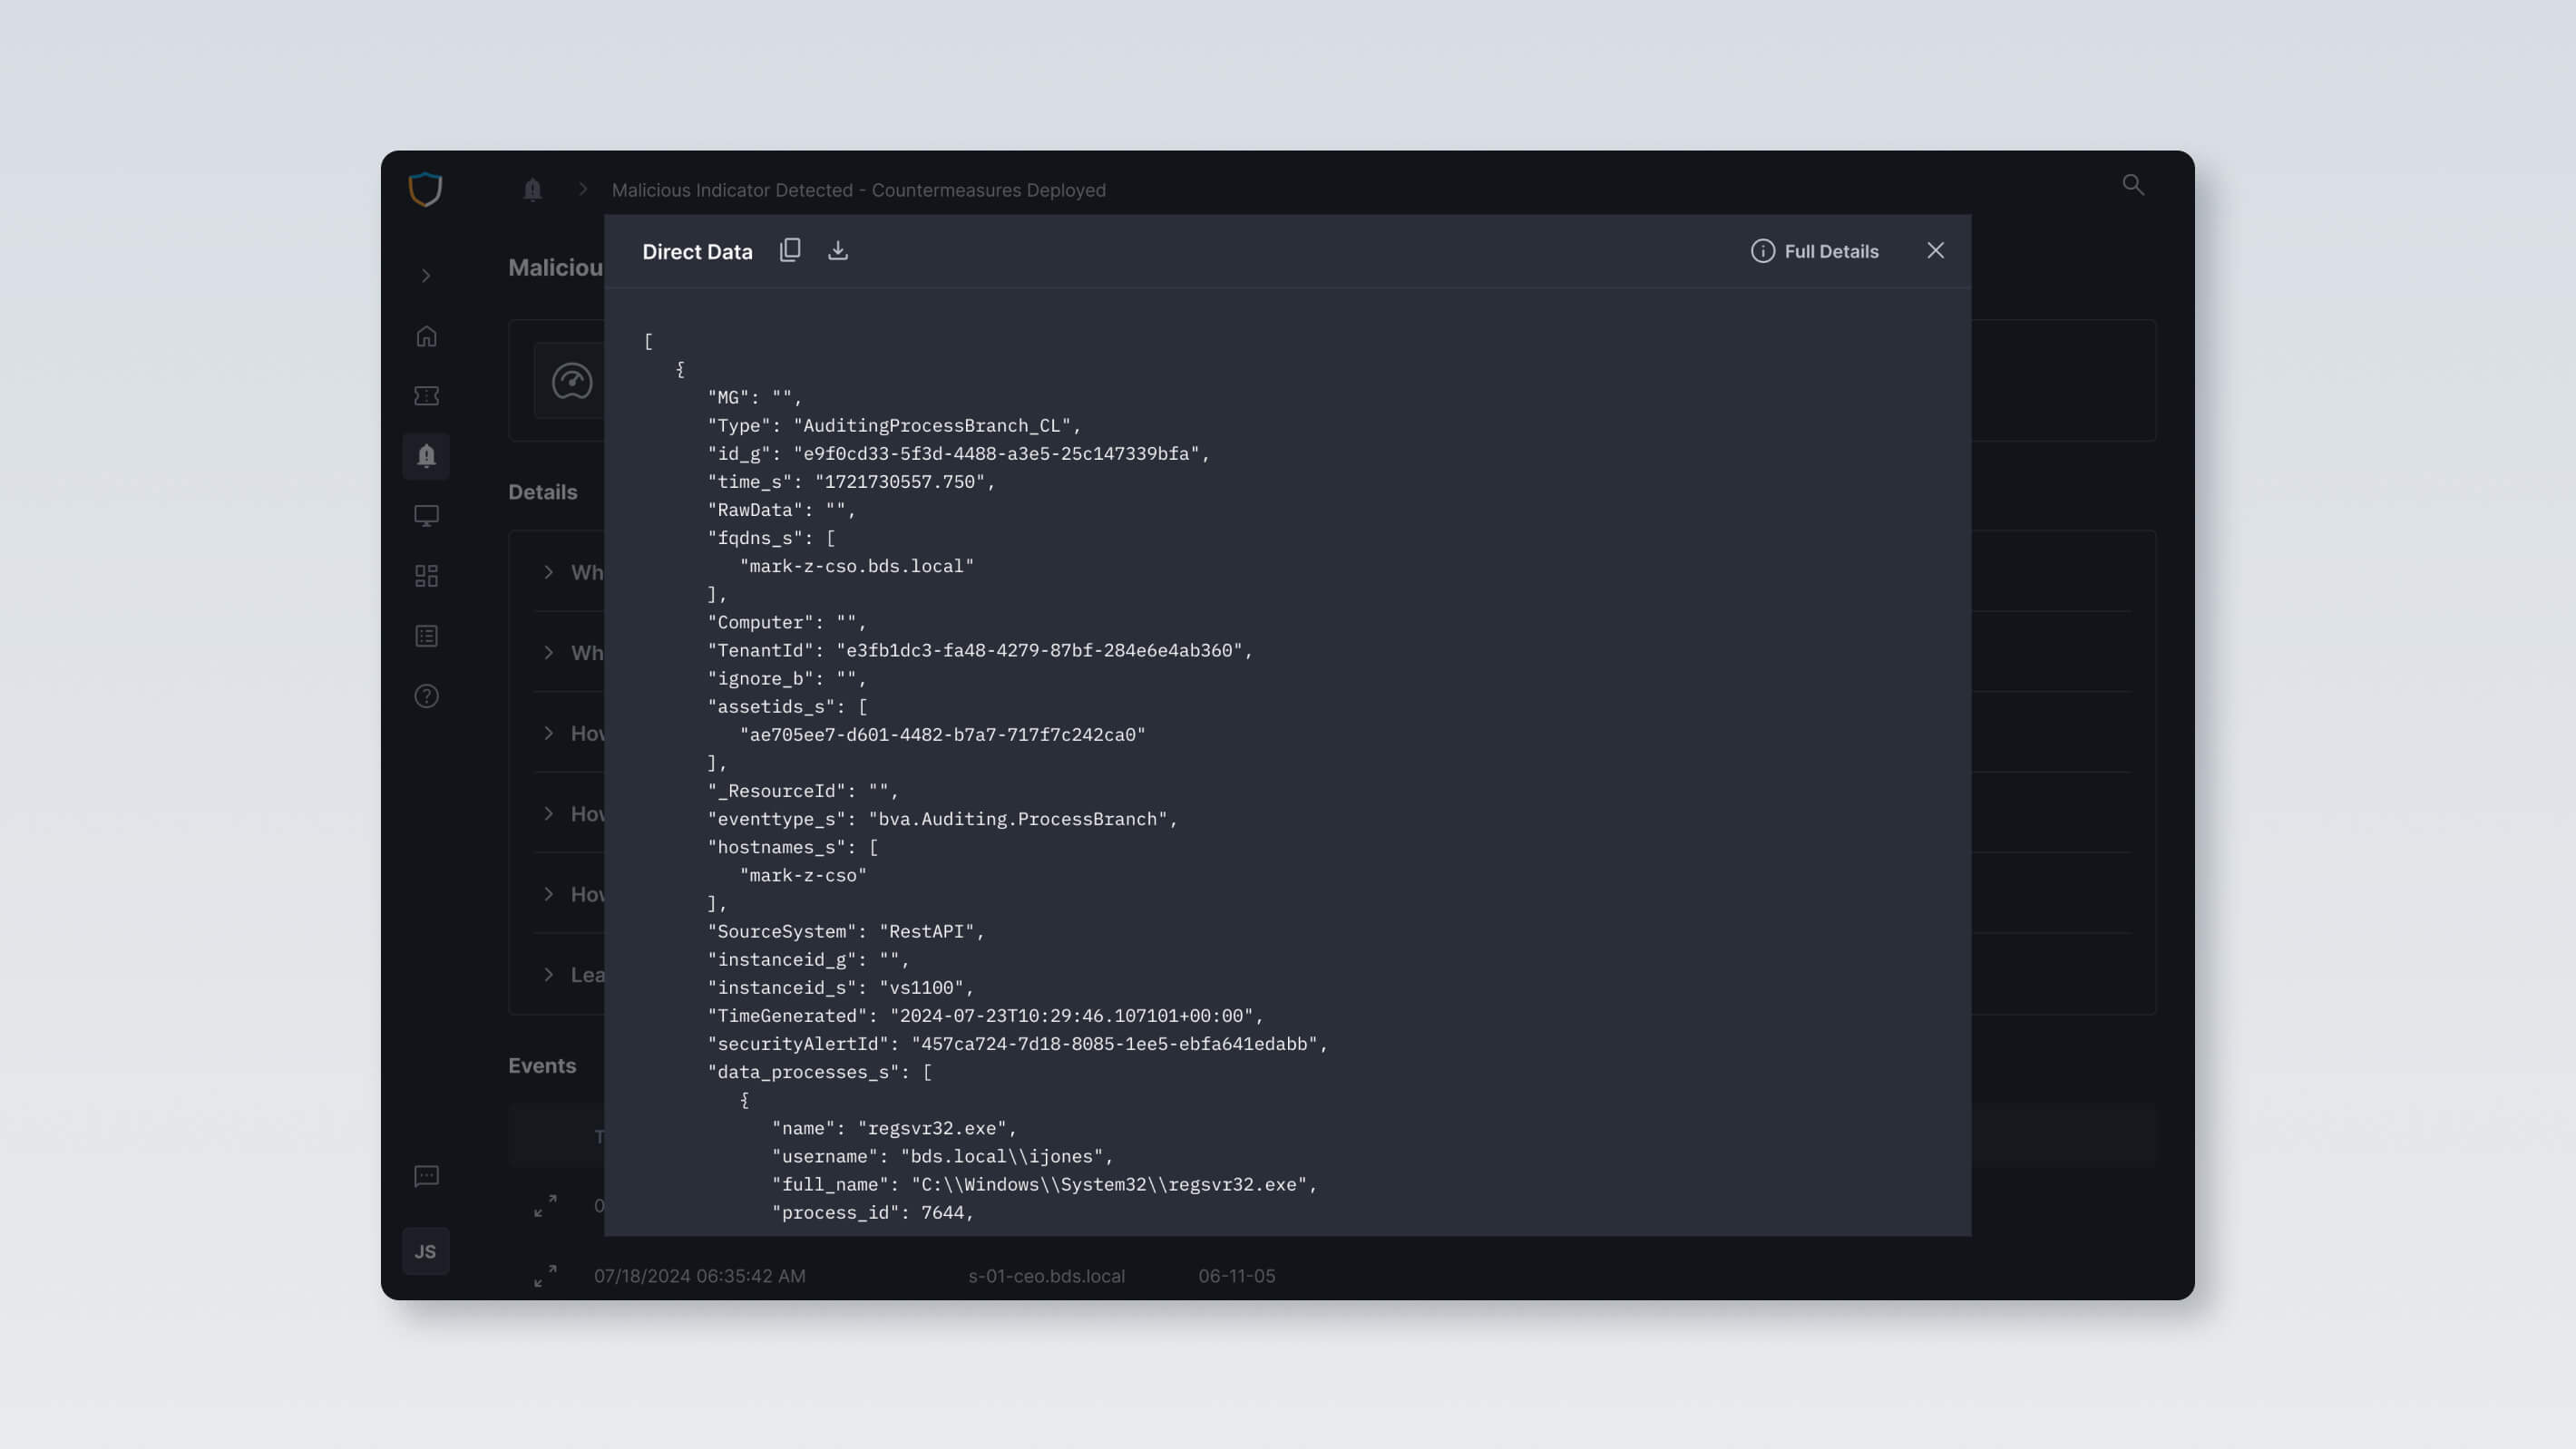 Malicious Indicator Detected - Countermeasures Deployed
Direct Data
Full Details
[
{
"MG": "",
"Type": "AuditingProcessBranch_CL",
"id_g": "e9f0cd33-5f3d-4488-a3e5-25c147339bfa",
"time_s": "1721730557.750",
"RawData": "",
"fqdns_s": [
"mark-z-cso.bds.local"
],
"Computer": "",
"TenantId": "e3fb1dc3-fa48-4279-87bf-284e6e4ab360",
"ignore_b": "",
"assetids_s": [
"ae705ee7-d601-4482-b7a7-717f7c242ca0"
],
"_ResourceId": "",
"eventtype_s": "bva.Auditing.ProcessBranch",
"hostnames_s": [
"mark-z-cso"
],
"SourceSystem": "RestAPI",
"instanceid_g": "",
"instanceid_s": "vs1100",
"TimeGenerated": "2024-07-23T10:29:46.107101+00:00",
"securityAlertId": "457ca724-7d18-8085-1ee5-ebfa641edabb",
"data_processes_s": [
{
"name": "regsvr32.exe",
"username": "bds.local\\ijones",
"full_name": "C:\\Windows\\System32\\regsvr32.exe",
"process_id": 7644,
Maliciou
Details
Wh
Wh
How
How
How
Lea
Events
T
0
07/18/2024 06:35:42 AM s-01-ceo.bds.local 06-11-05
JS